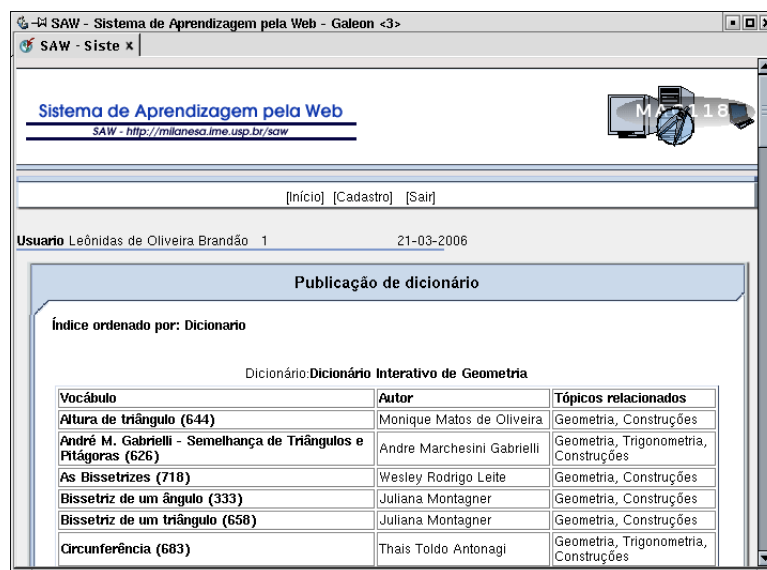 SAW - Sistema de Aprendizagem pela Web - Galeon <3>
SAW - Siste x
Sistema de Aprendizagem pela Web
SAW - http://milanesa.ime.usp.br/saw
MAC118
[Início] [Cadastro] [Sair]
Usuario Leônidas de Oliveira Brandão 1 21-03-2006
Publicação de dicionário
Índice ordenado por: Dicionario
Dicionário:Dicionário Interativo de Geometria
Vocábulo Autor Tópicos relacionados
Altura de triângulo (644) Monique Matos de Oliveira Geometria, Construções
André M. Gabrielli - Semelhança de Triângulos e
Pitágoras (626) Andre Marchesini Gabrielli Geometria, Trigonometria,
Construções
As Bissetrizes (718) Wesley Rodrigo Leite Geometria, Construções
Bissetriz de um ângulo (333) Juliana Montagner Geometria, Construções
Bissetriz de um triângulo (658) Juliana Montagner Geometria, Construções
Circunferência (683) Thais Toldo Antonagi Geometria, Trigonometria,
Construções